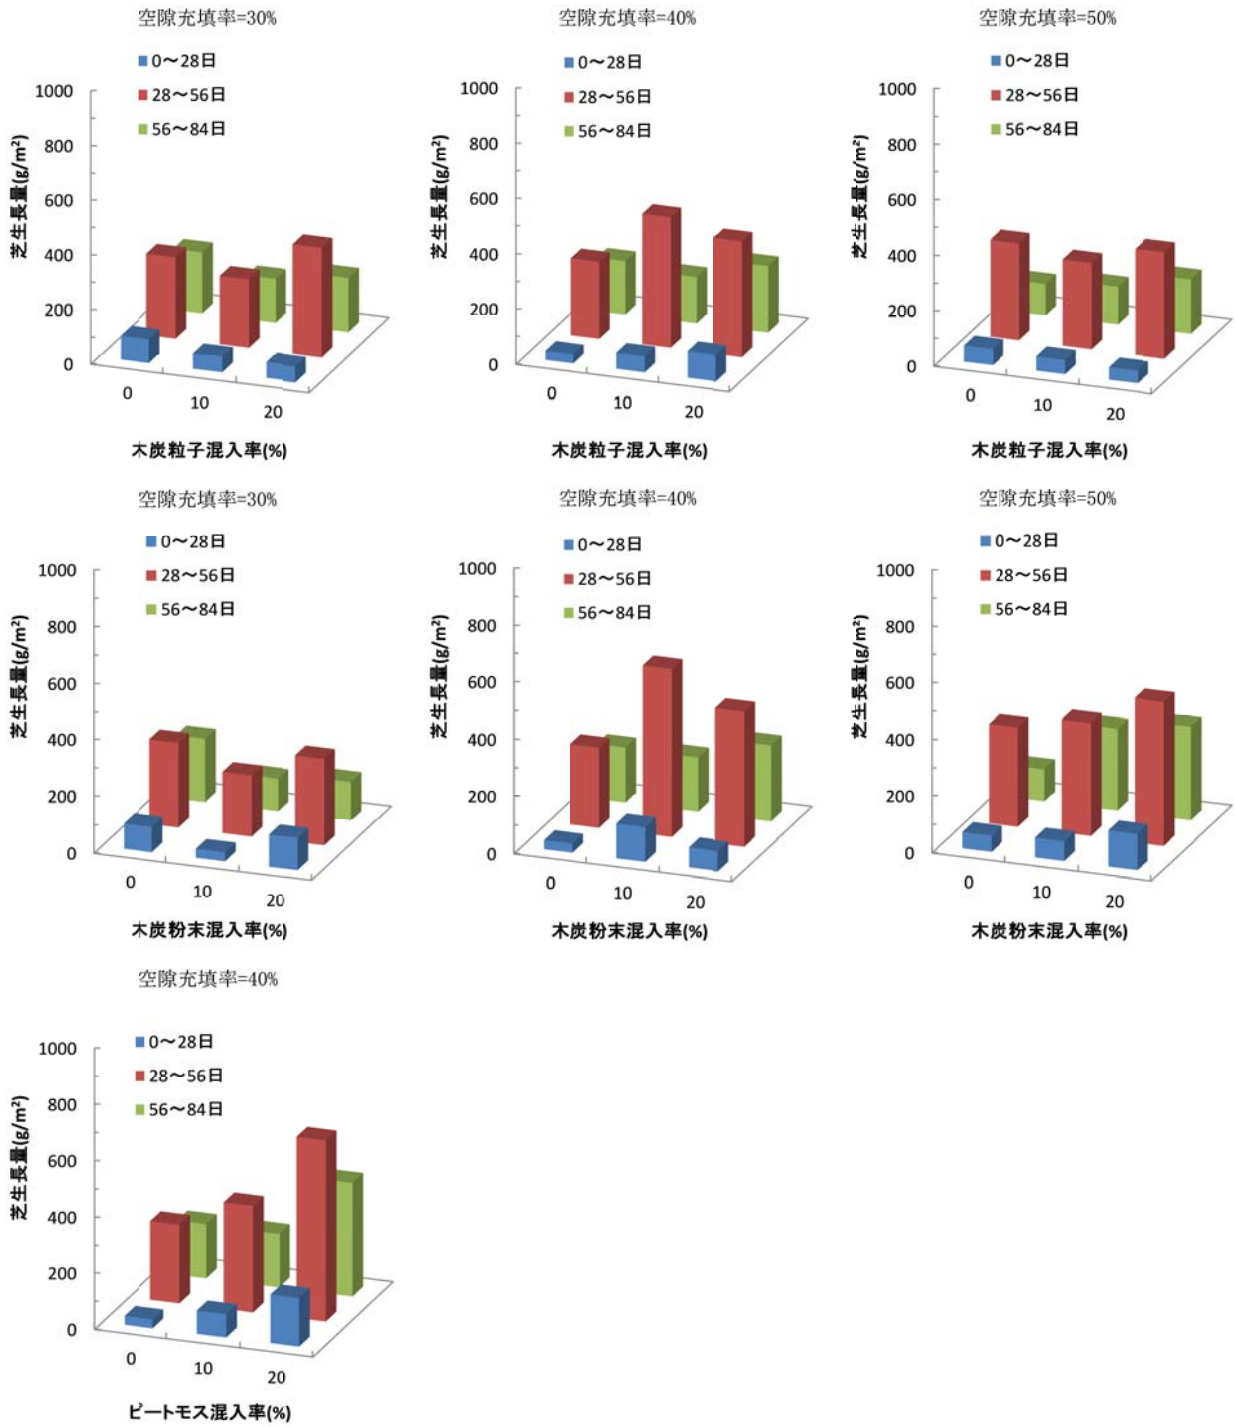 空隙充填率=30%
0～28日
28～56日
56～84日
芝生長量(g/m²)
1000
800
600
400
200
0
0
10
20
木炭粒子混入率(%)
空隙充填率=40%
0～28日
28～56日
56～84日
芝生長量(g/m²)
1000
800
600
400
200
0
0
10
20
木炭粒子混入率(%)
空隙充填率=50%
0～28日
28～56日
56～84日
芝生長量(g/m²)
1000
800
600
400
200
0
0
10
20
木炭粒子混入率(%)
空隙充填率=30%
0～28日
28～56日
56～84日
芝生長量(g/m²)
1000
800
600
400
200
0
0
10
20
木炭粉末混入率(%)
空隙充填率=40%
0～28日
28～56日
56～84日
芝生長量(g/m²)
1000
800
600
400
200
0
0
10
20
木炭粉末混入率(%)
空隙充填率=50%
0～28日
28～56日
56～84日
芝生長量(g/m²)
1000
800
600
400
200
0
0
10
20
木炭粉末混入率(%)
空隙充填率=40%
0～28日
28～56日
56～84日
芝生長量(g/m²)
1000
800
600
400
200
0
0
10
20
ピートモス混入率(%)